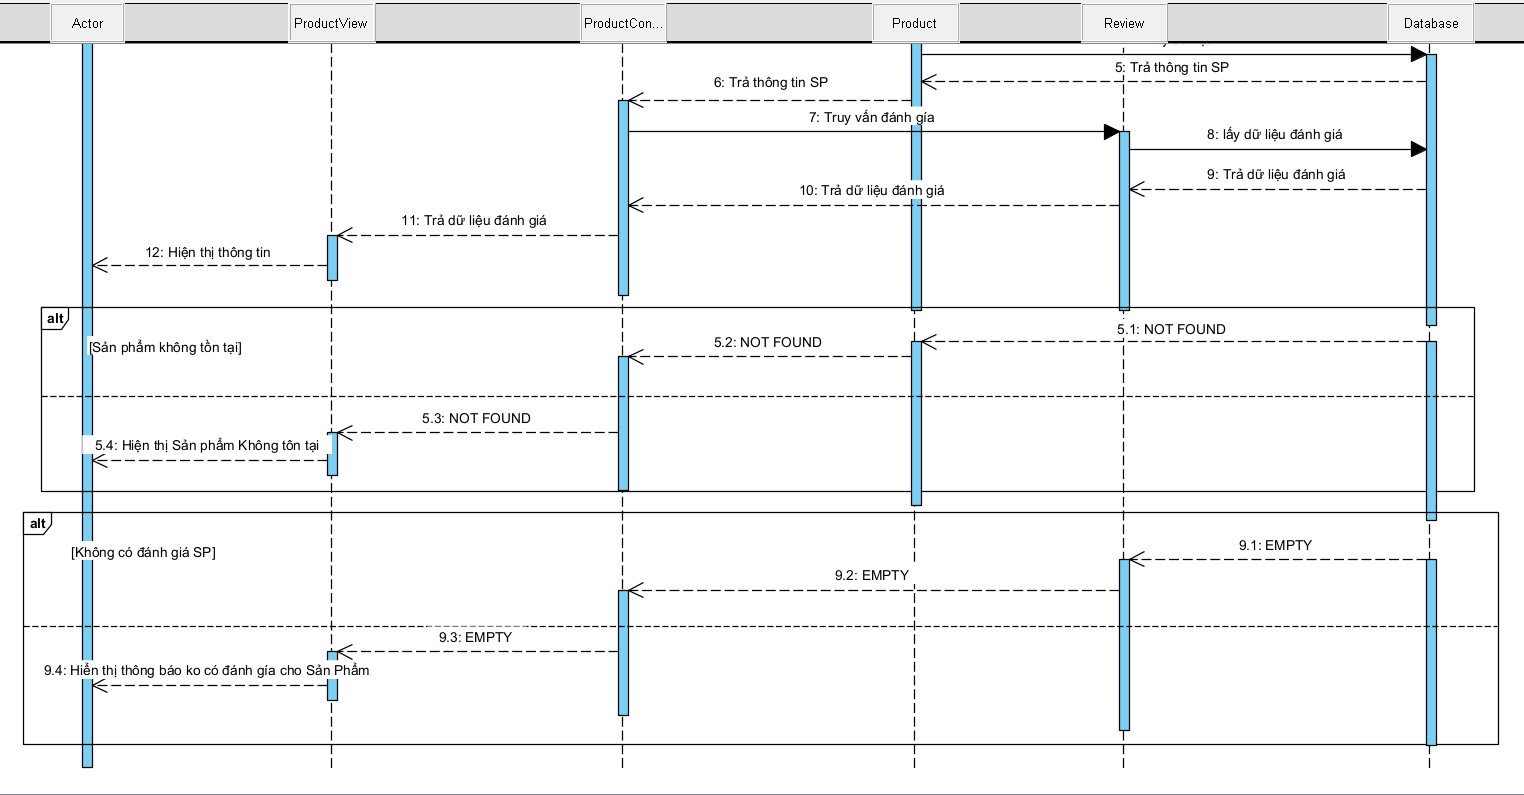 Actor
ProductView
ProductCon...
Product
Review
Database
5: Trả thông tin SP
6: Trả thông tin SP
7: Truy vấn đánh gía
8: lấy dữ liệu đánh giá
9: Trả dữ liệu đánh giá
10: Trả dữ liệu đánh giá
11: Trả dữ liệu đánh giá
12: Hiện thị thông tin
alt
[Sản phẩm không tồn tại]
5.1: NOT FOUND
5.2: NOT FOUND
5.3: NOT FOUND
5.4: Hiện thị Sản phẩm Không tôn tại
alt
[Không có đánh giá SP]
9.1: EMPTY
9.2: EMPTY
9.3: EMPTY
9.4: Hiển thị thông báo ko có đánh gía cho Sản Phẩm